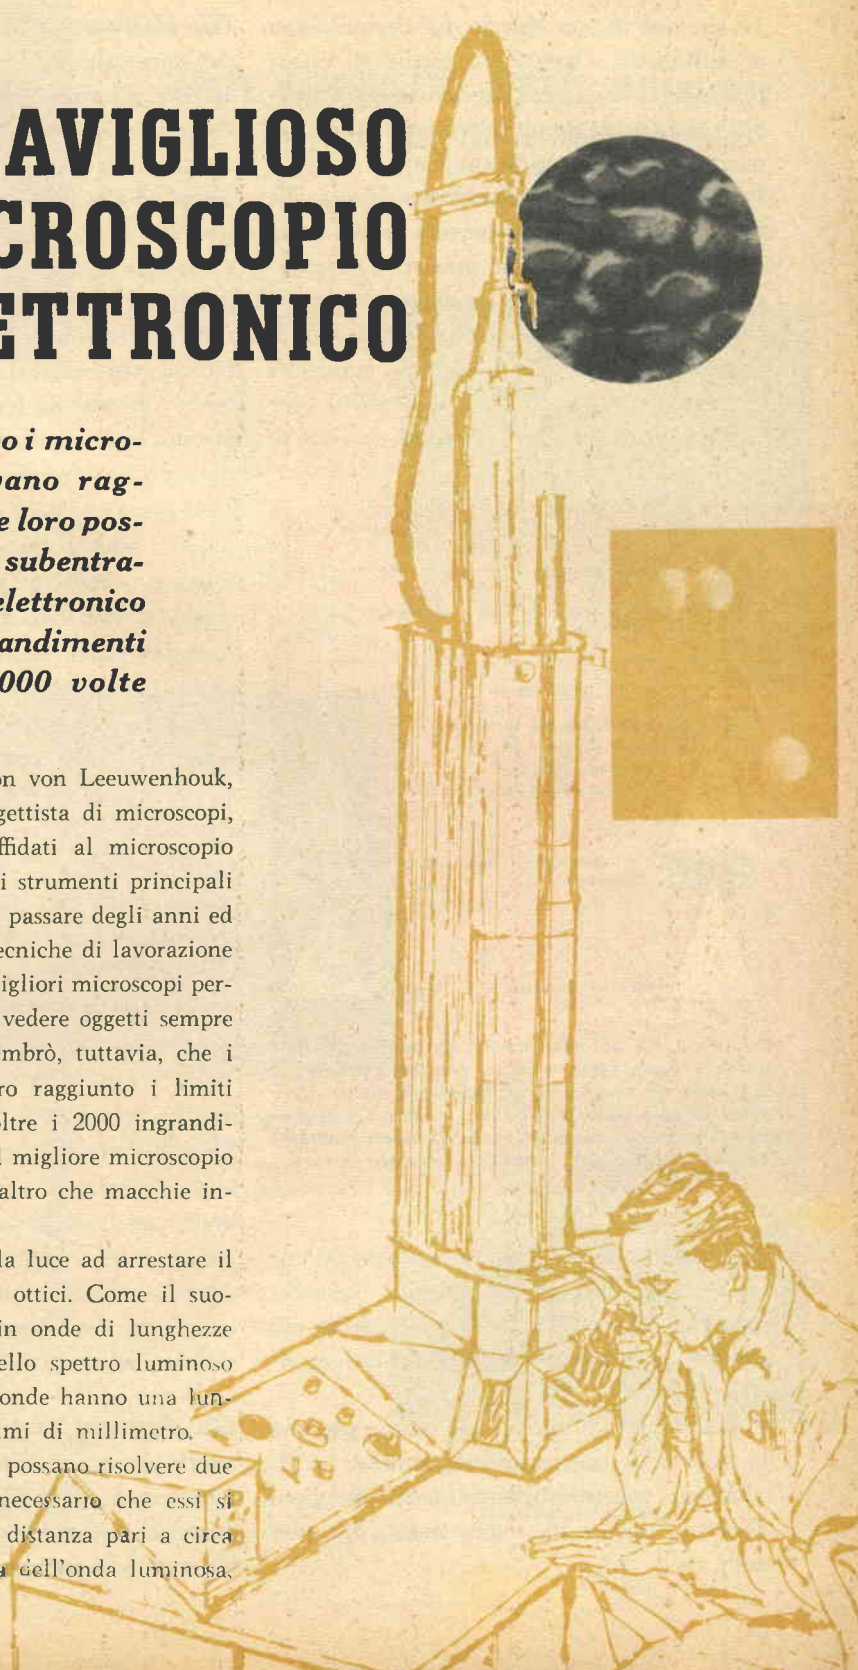 AVIGLIOSO
CROSCOPIO
ETTRONICO
o i micro-
vano rag-
e loro pos-
subentra-
elettronico
andimenti
000 volte
on von Leeuwenhouk,
gettista di microscopi,
ffidati al microscopio
i strumenti principali
passare degli anni ed
ecniche di lavorazione
igliori microscopi per-
vedere oggetti sempre
mbrò, tuttavia, che i
ro raggiunto i limiti
ltre i 2000 ingrandi-
l migliore microscopio
altro che macchie in-
la luce ad arrestare il
ottici. Come il suo-
in onde di lunghezze
ello spettro luminoso
onde hanno una lun-
mi di millimetro.
possano risolvere due
necessario che essi si
distanza pari a circa
a dell'onda luminosa,